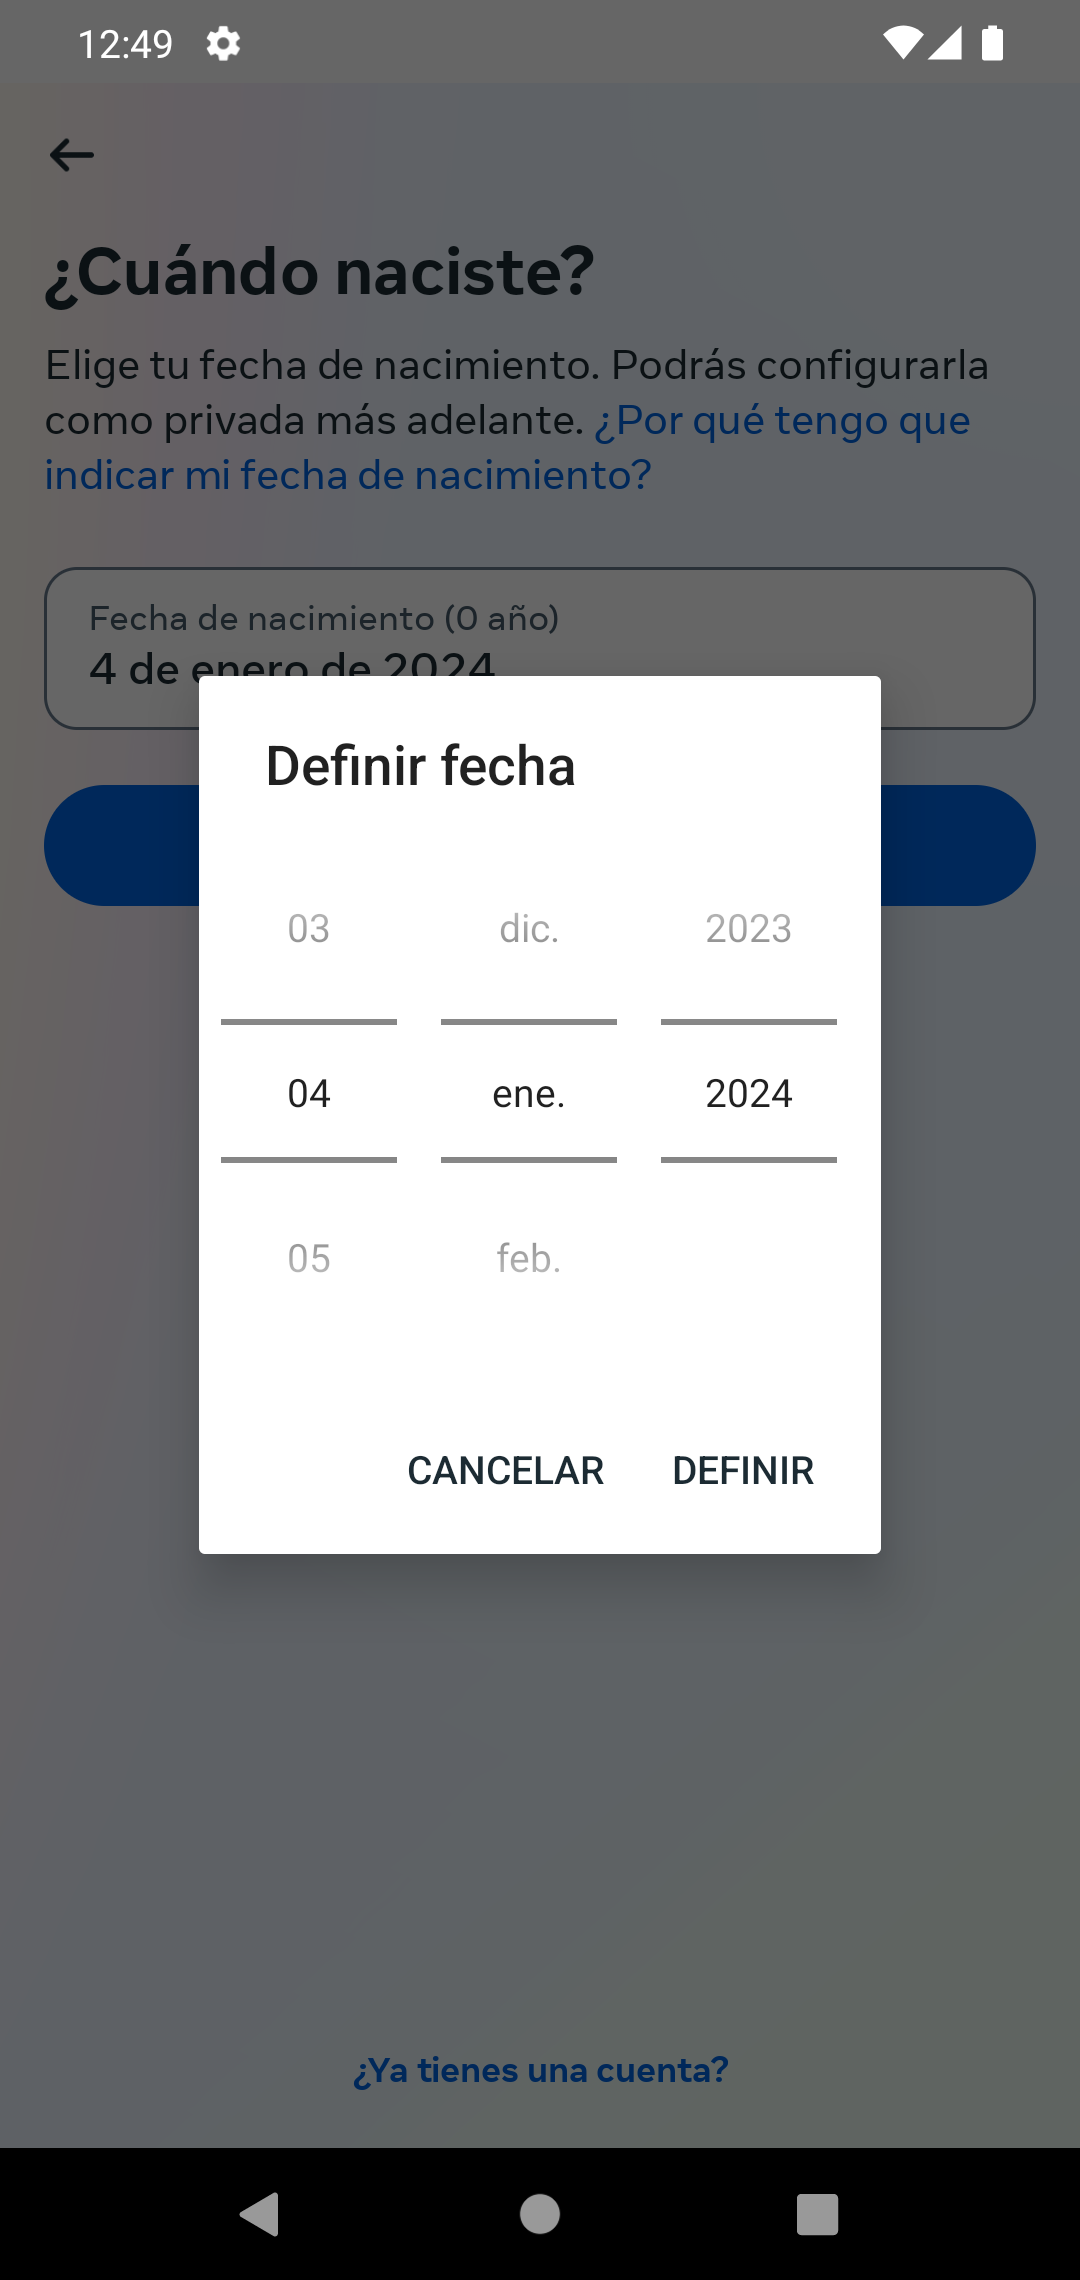 12:49
¿Cuándo naciste?
Elige tu fecha de nacimiento. Podrás configurarla
como privada más adelante. ¿Por qué tengo que
indicar mi fecha de nacimiento?
Fecha de nacimiento (0 año)
4 de enero de 2024
Definir fecha
03 dic. 2023
04 ene. 2024
05 feb.
CANCELAR DEFINIR
¿Ya tienes una cuenta?